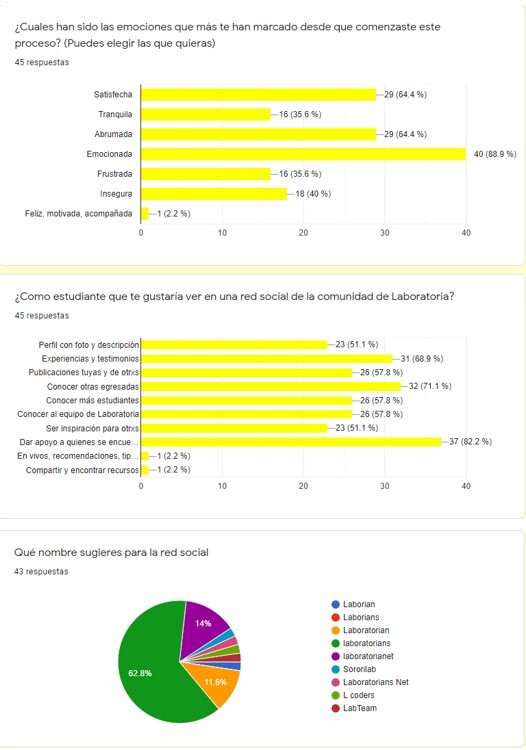 ¿Cuales han sido las emociones que más te han marcado desde que comenzaste este
proceso? (Puedes elegir las que quieras)
45 respuestas
Satisfecha
29 (64.4 %)
Tranquila
16 (35.6 %)
Abrumada
29 (64.4 %)
Emocionada
40 (88.9 %)
Frustrada
16 (35.6 %)
Insegura
18 (40 %)
Feliz, motivada, acompañada
1 (2.2 %)
0 10 20 30 40
¿Como estudiante que te gustaría ver en una red social de la comunidad de Laboratoria?
45 respuestas
Perfil con foto y descripción
23 (51.1 %)
Experiencias y testimonios
31 (68.9 %)
Publicaciones tuyas y de otrxs
26 (57.8 %)
Conocer otras egresadas
32 (71.1 %)
Conocer más estudiantes
26 (57.8 %)
Conocer al equipo de Laboratoria
26 (57.8 %)
Ser inspiración para otrxs
23 (51.1 %)
Dar apoyo a quienes se encue...
37 (82.2 %)
En vivos, recomendaciones, tip...
1 (2.2 %)
Compartir y encontrar recursos
1 (2.2 %)
0 10 20 30 40
Qué nombre sugieres para la red social
43 respuestas
14%
62.8%
11.6%
Laborian
Laborians
Laboratorian
laboratorians
laboratorianet
Sororilab
Laboratorians Net
L coders
LabTeam